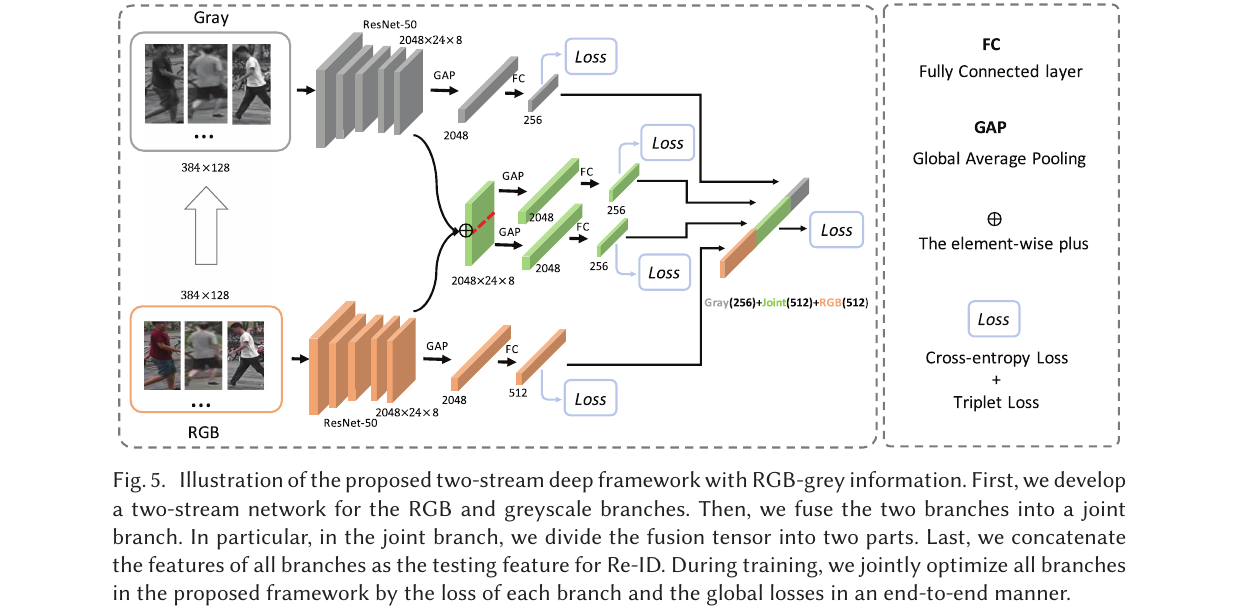 Gray
ResNet-50
2048×24×8
GAP
FC
Loss
2048
256
384×128
Loss
GAP
FC
2048
256
GAP
FC
2048
256
Loss
2048×24×8
Loss
Gray(256)+Joint(512)+RGB(512)
384×128
GAP
FC
2048
512
Loss
2048×24×8
ResNet-50
RGB
...
...
FC
Fully Connected layer
GAP
Global Average Pooling
⊕
The element-wise plus
Loss
Cross-entropy Loss
+
Triplet Loss
Fig. 5. Illustration of the proposed two-stream deep framework with RGB-grey information. First, we develop
a two-stream network for the RGB and greyscale branches. Then, we fuse the two branches into a joint
branch. In particular, in the joint branch, we divide the fusion tensor into two parts. Last, we concatenate
the features of all branches as the testing feature for Re-ID. During training, we jointly optimize all branches
in the proposed framework by the loss of each branch and the global losses in an end-to-end manner.